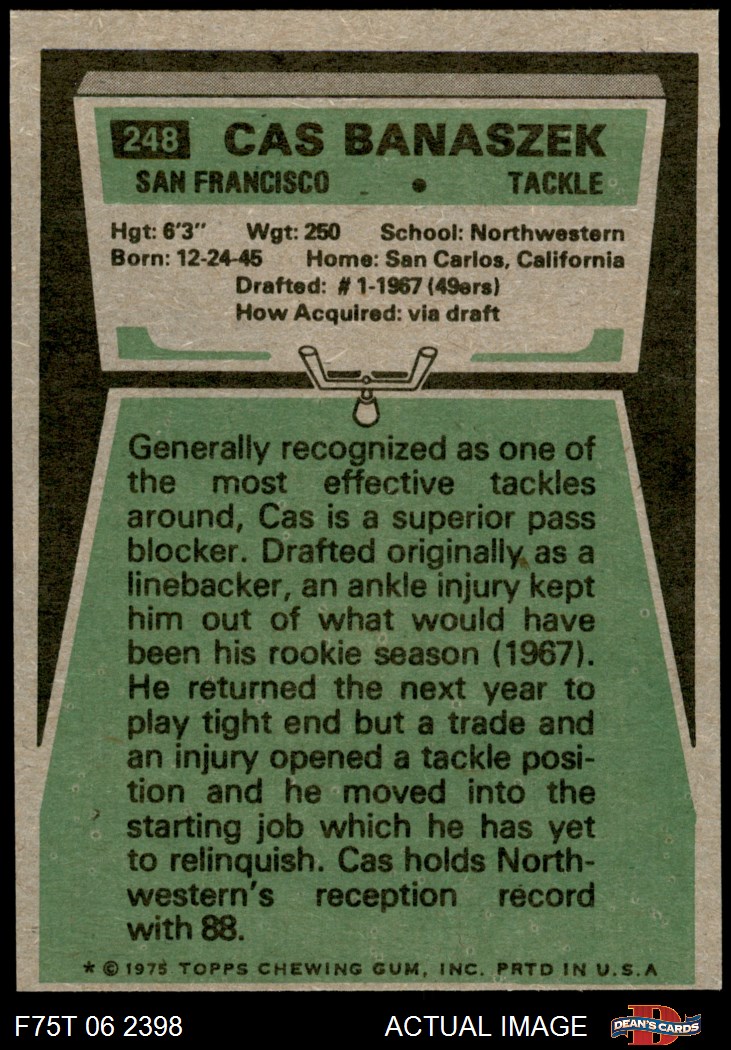 248 CAS BANASZEK
SAN FRANCISCO • TACKLE
Hgt: 6'3" Wgt: 250 School: Northwestern
Born: 12-24-45 Home: San Carlos, California
Drafted: #1-1967 (49ers)
How Acquired: via draft
Generally recognized as one of
the most effective tackles
around, Cas is a superior pass
blocker. Drafted originally as a
linebacker, an ankle injury kept
him out of what would have
been his rookie season (1967).
He returned the next year to
play tight end but a trade and
an injury opened a tackle posi-
tion and he moved into the
starting job which he has yet
to relinquish. Cas holds North-
western's reception record
with 88.
* © 1975 TOPPS CHEWING GUM, INC. PRTD IN U.S.A
F75T 06 2398 ACTUAL IMAGE D DEAN'S CARDS